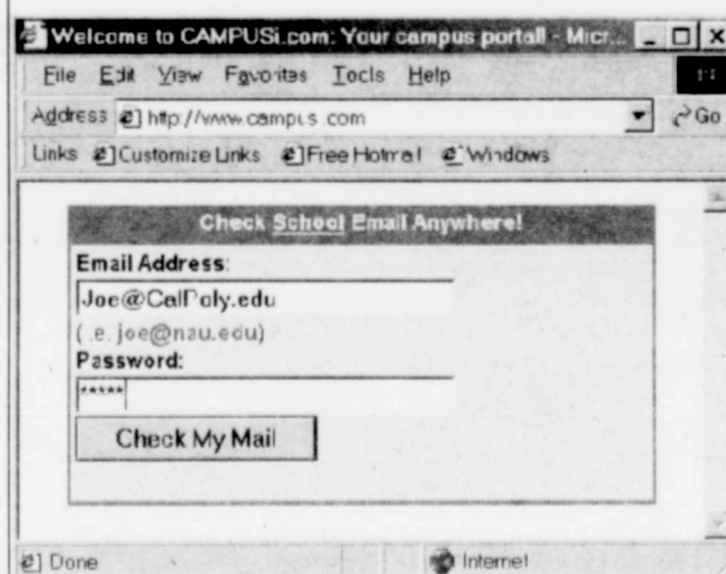 Welcome to CAMPUSi.com: Your campus portal! - Micr...
File Edit View Favorites Tools Help
Address http://www.campusi.com Go
Links Customize Links Free Hotmail Windows
Check School Email Anywhere!
Email Address:
Joe@CalPoly.edu
(i.e. joe@nau.edu)
Password:
*****
Check My Mail
Done Internet